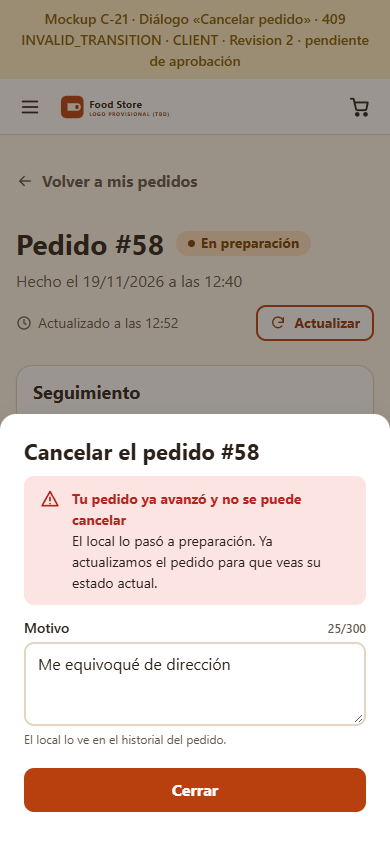 Mockup C-21 · Diálogo «Cancelar pedido» · 409
INVALID_TRANSITION · CLIENT · Revision 2 · pendiente
de aprobación
Food Store
LOGO PROVISIONAL (TBD)
Volver a mis pedidos
Pedido #58
En preparación
Hecho el 19/11/2026 a las 12:40
Actualizado a las 12:52
Actualizar
Seguimiento
Cancelar el pedido #58
Tu pedido ya avanzó y no se puede
cancelar
El local lo pasó a preparación. Ya
actualizamos el pedido para que veas su
estado actual.
Motivo
25/300
Me equivoqué de dirección
El local lo ve en el historial del pedido.
Cerrar